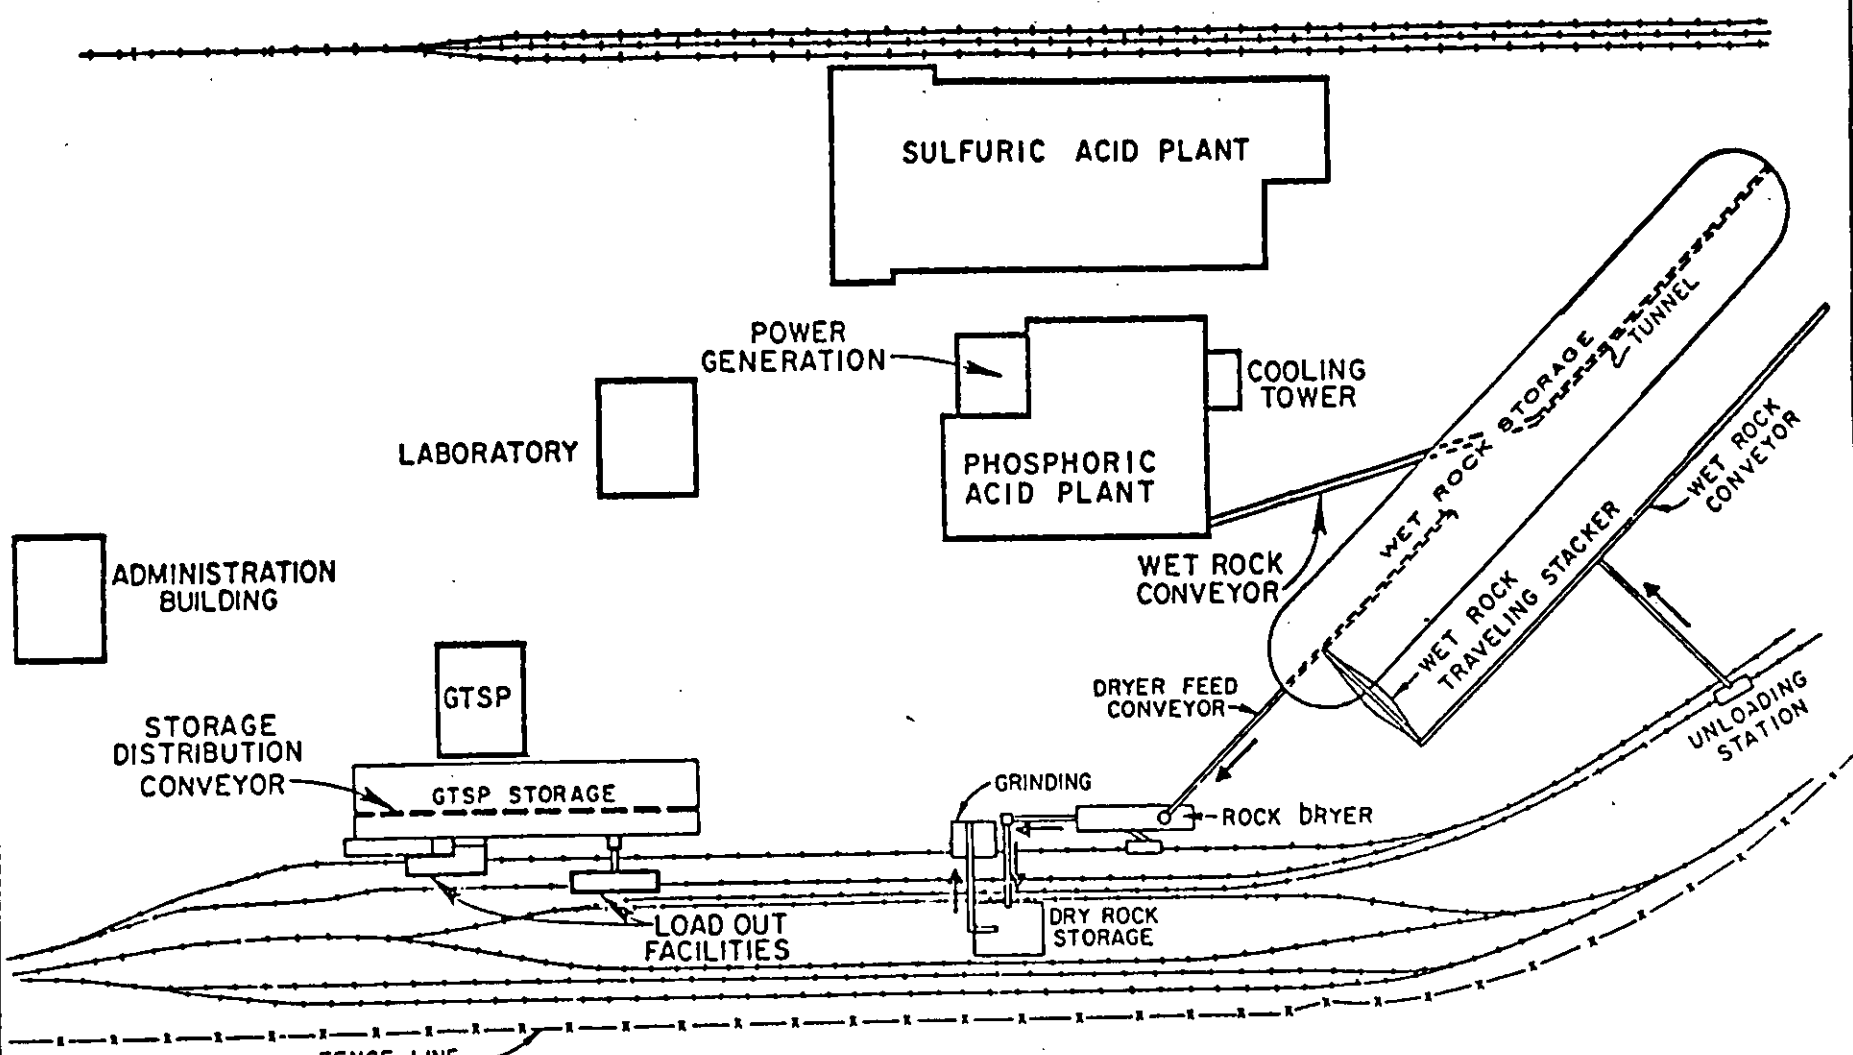 SULFURIC ACID PLANT
POWER
GENERATION
COOLING
TOWER
LABORATORY
PHOSPHORIC
ACID PLANT
WET ROCK STORAGE
TUNNEL
WET ROCK
CONVEYOR
WET ROCK
CONVEYOR
ADMINISTRATION
BUILDING
WET ROCK
TRAVELING STACKER
GTSP
DRYER FEED
CONVEYOR
UNLOADING
STATION
STORAGE
DISTRIBUTION
CONVEYOR
GTSP STORAGE
GRINDING
ROCK DRYER
LOAD OUT
FACILITIES
DRY ROCK
STORAGE
FENCE LINE